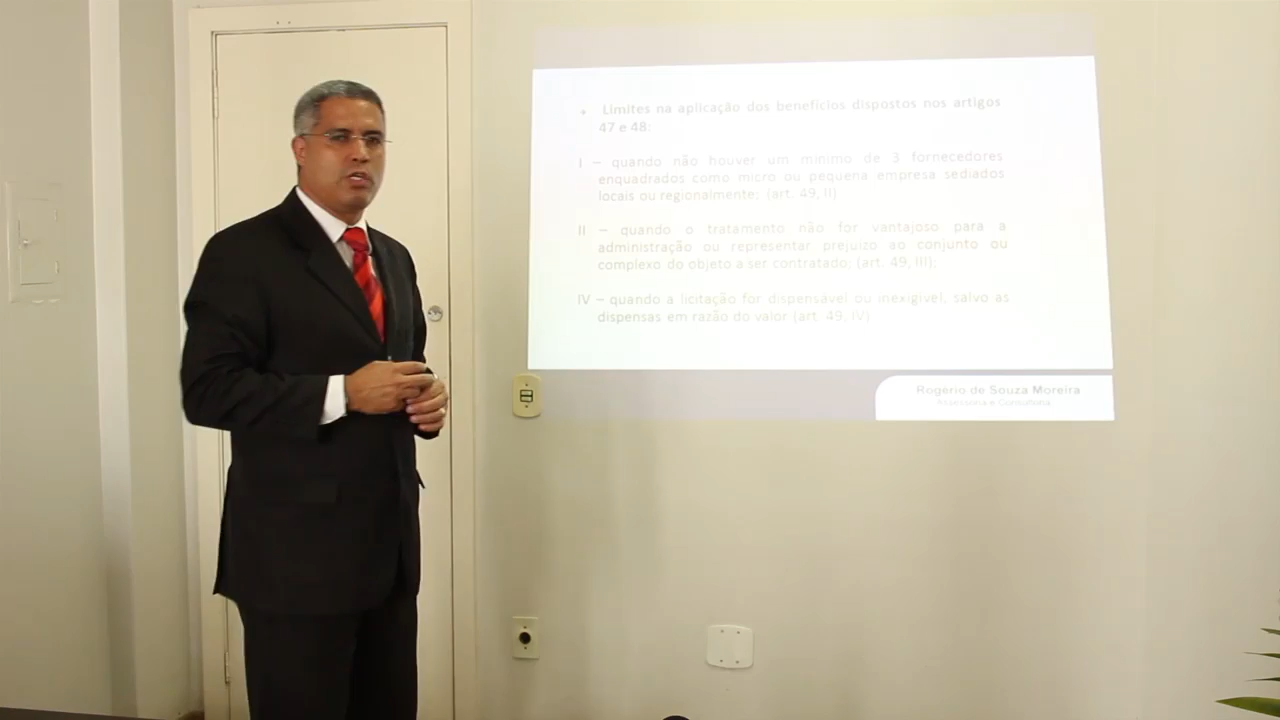 • Limites na aplicação dos benefícios dispostos nos artigos
47 e 48:
I – quando não houver um mínimo de 3 fornecedores
enquadrados como micro ou pequena empresa sediados
locais ou regionalmente; (art. 49, II)
II – quando o tratamento não for vantajoso para a
administração ou representar prejuízo ao conjunto ou
complexo do objeto a ser contratado; (art. 49, III);
IV – quando a licitação for dispensável ou inexigível, salvo as
dispensas em razão do valor (art. 49, IV)
Rogério de Souza Moreira
Assessoria e Consultoria